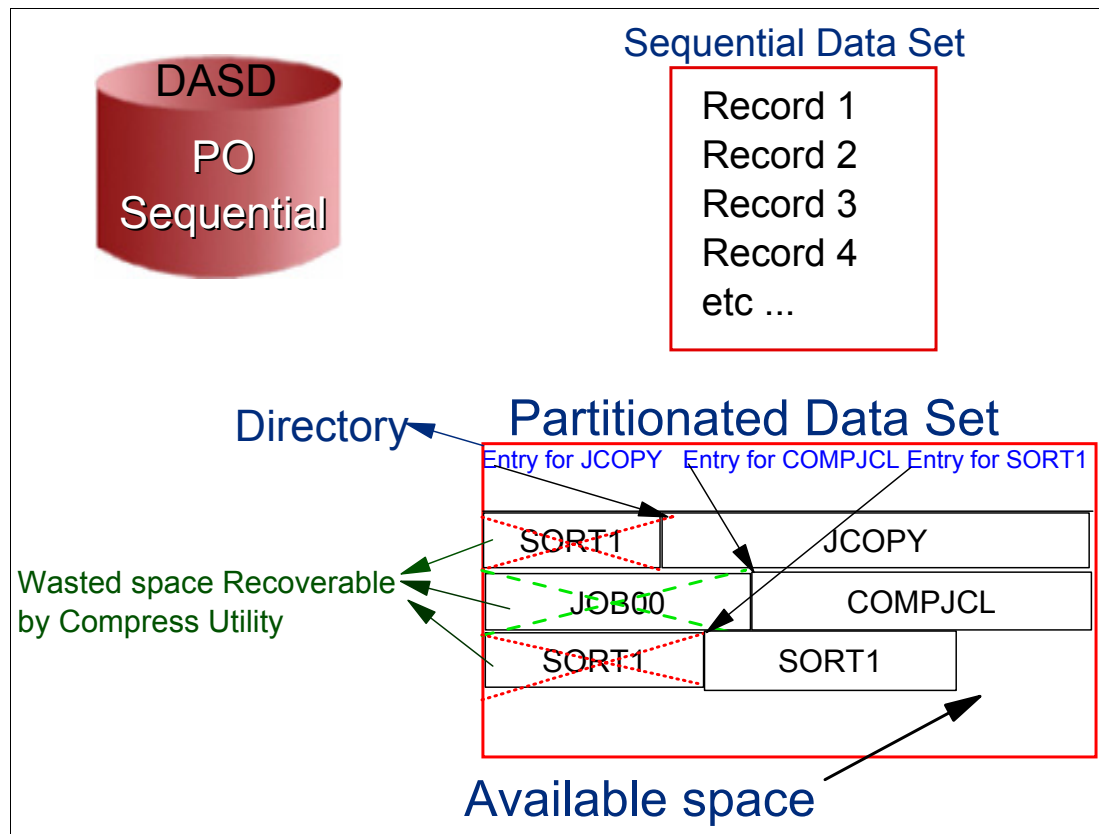 DASD
PO
Sequential
Sequential Data Set
Record 1
Record 2
Record 3
Record 4
etc ...
Directory
Partitionated Data Set
Entry for JCOPY
Entry for COMPJCL
Entry for SORT1
SORT1
JCOPY
Wasted space Recoverable
by Compress Utility
JOB00
COMPJCL
SORT1
SORT1
Available space